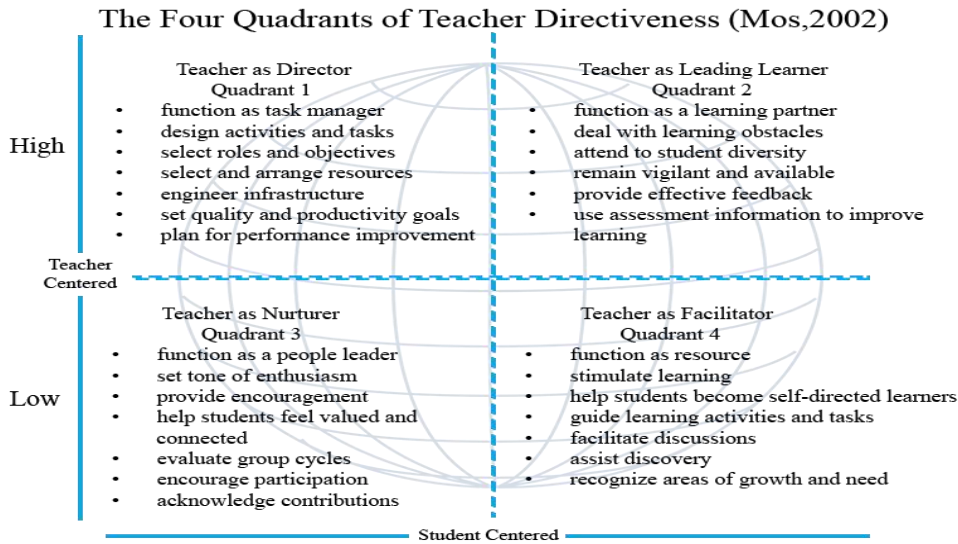 The Four Quadrants of Teacher Directiveness (Mos,2002)
High
Teacher as Director
Quadrant 1
• function as task manager
• design activities and tasks
• select roles and objectives
• select and arrange resources
• engineer infrastructure
• set quality and productivity goals
• plan for performance improvement
Teacher as Leading Learner
Quadrant 2
• function as a learning partner
• deal with learning obstacles
• attend to student diversity
• remain vigilant and available
• provide effective feedback
• use assessment information to improve
learning
Teacher
Centered
Low
Teacher as Nurturer
Quadrant 3
• function as a people leader
• set tone of enthusiasm
• provide encouragement
• help students feel valued and
connected
• evaluate group cycles
• encourage participation
• acknowledge contributions
Teacher as Facilitator
Quadrant 4
• function as resource
• stimulate learning
• help students become self-directed learners
• guide learning activities and tasks
• facilitate discussions
• assist discovery
• recognize areas of growth and need
Student Centered